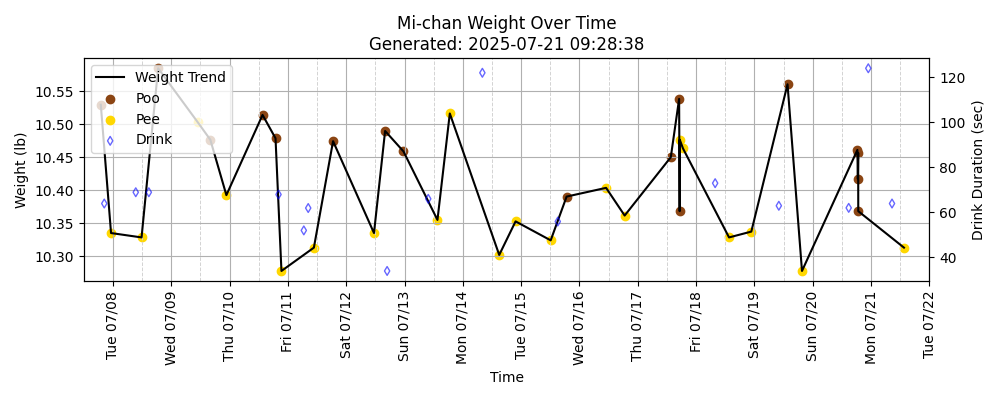 Mi-chan Weight Over Time
Generated: 2025-07-21 09:28:38
Weight (lb)
10.55
10.50
10.45
10.40
10.35
10.30
Weight Trend
Poo
Pee
Drink
120
100
80
60
40
Drink Duration (sec)
Tue 07/08
Wed 07/09
Thu 07/10
Fri 07/11
Sat 07/12
Sun 07/13
Mon 07/14
Tue 07/15
Wed 07/16
Thu 07/17
Fri 07/18
Sat 07/19
Sun 07/20
Mon 07/21
Tue 07/22
Time